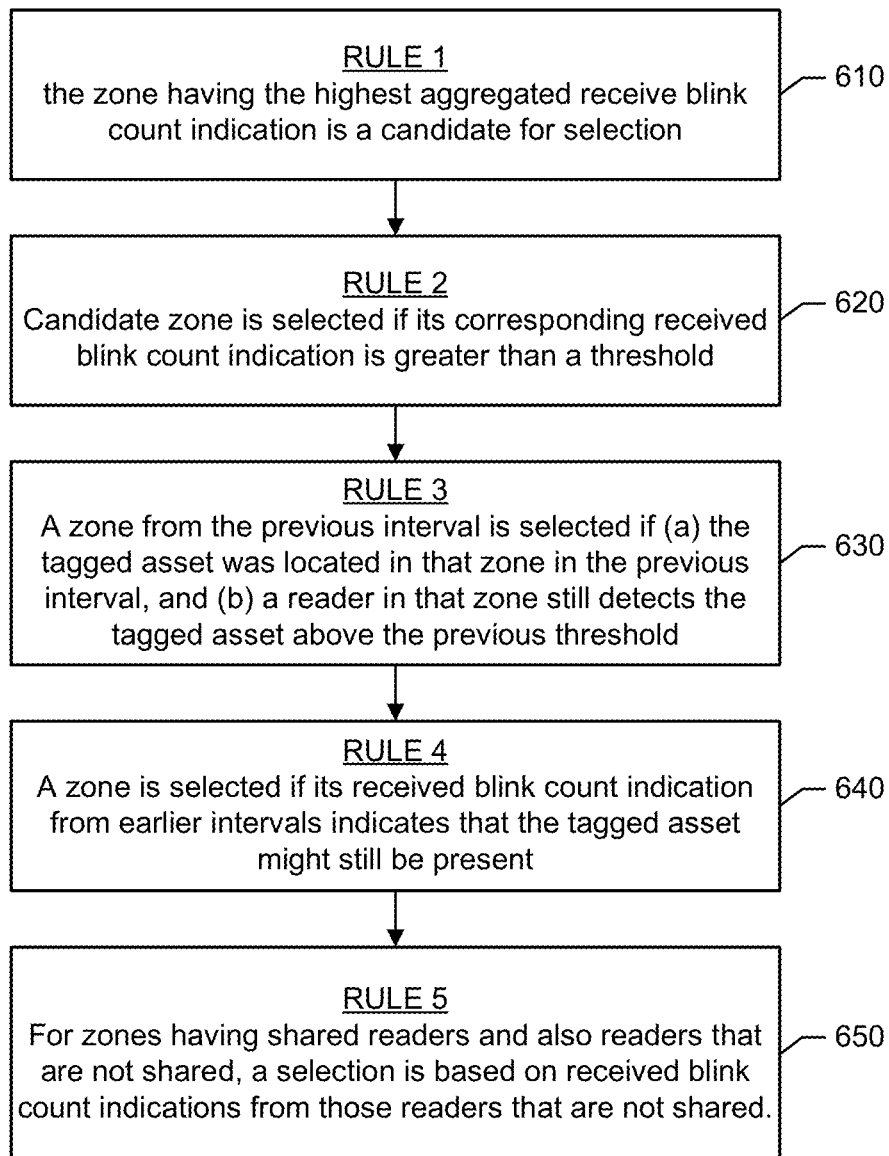 RULE 1
the zone having the highest aggregated receive blink
count indication is a candidate for selection
610
RULE 2
Candidate zone is selected if its corresponding received
blink count indication is greater than a threshold
620
RULE 3
A zone from the previous interval is selected if (a) the
tagged asset was located in that zone in the previous
interval, and (b) a reader in that zone still detects the
tagged asset above the previous threshold
630
RULE 4
A zone is selected if its received blink count indication
from earlier intervals indicates that the tagged asset
might still be present
640
RULE 5
For zones having shared readers and also readers that
are not shared, a selection is based on received blink
count indications from those readers that are not shared.
650